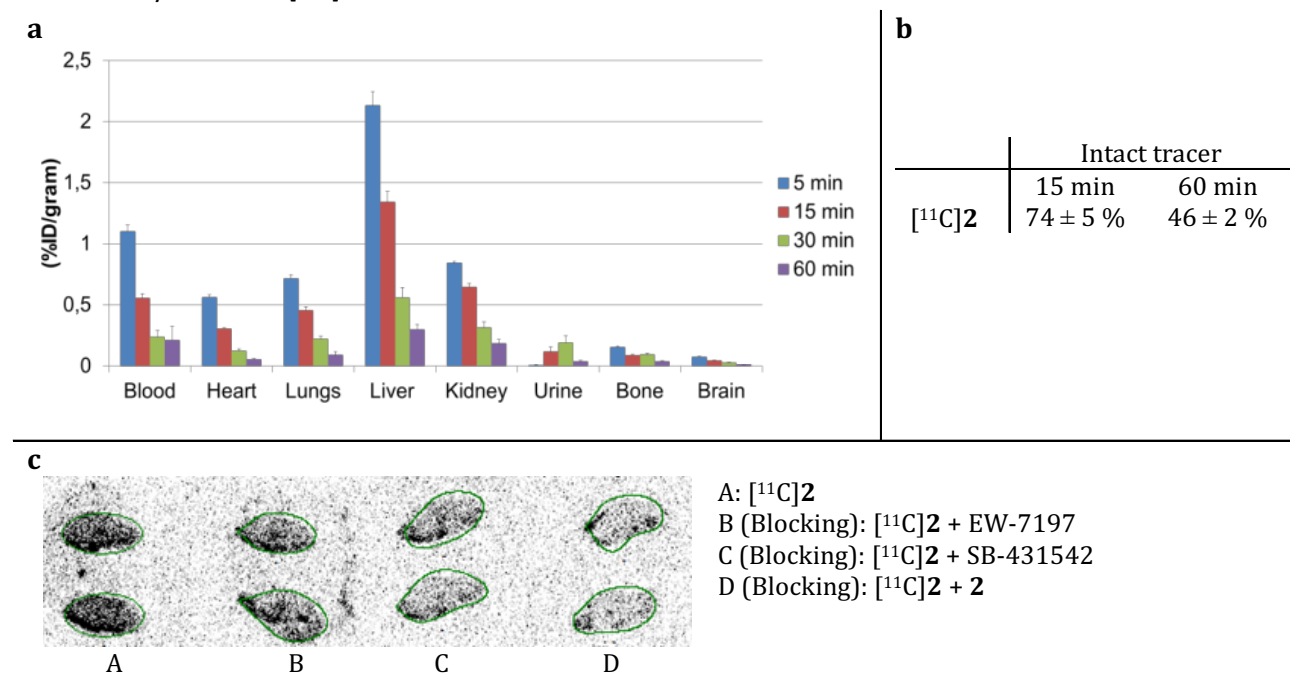 a
2,5
2
1,5
1
0,5
0
(%ID/gram)
Blood Heart Lungs Liver Kidney Urine Bone Brain
5 min
15 min
30 min
60 min
b
Intact tracer
15 min 60 min
[¹¹C]2 74 ± 5 % 46 ± 2 %
c
A B C D
A: [¹¹C]2
B (Blocking): [¹¹C]2 + EW-7197
C (Blocking): [¹¹C]2 + SB-431542
D (Blocking): [¹¹C]2 + 2